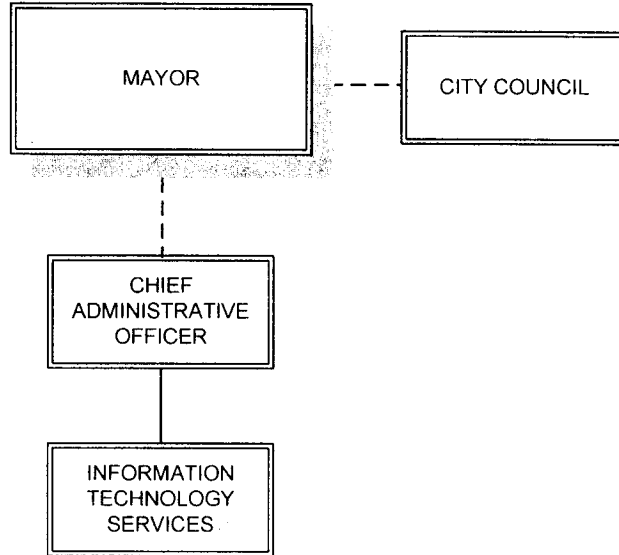 MAYOR
CITY COUNCIL
CHIEF
ADMINISTRATIVE
OFFICER
INFORMATION
TECHNOLOGY
SERVICES